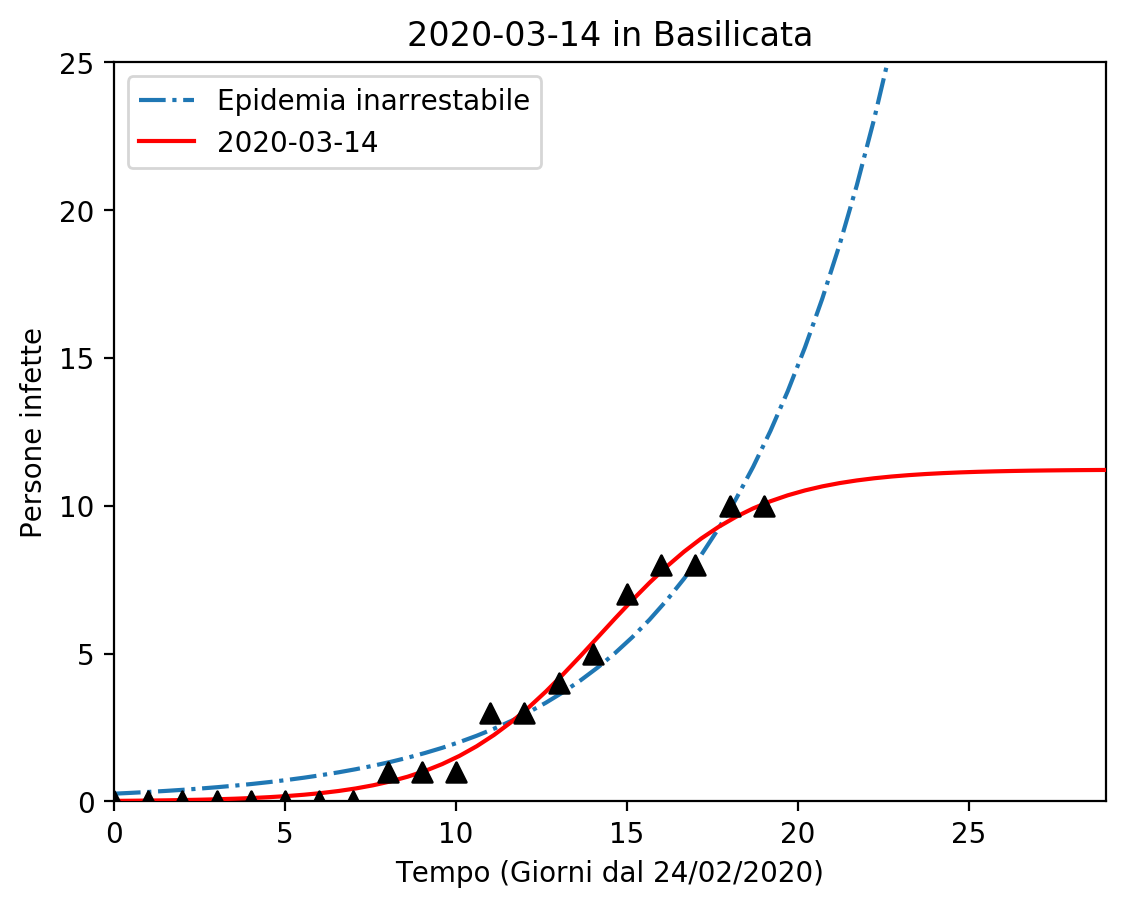 2020-03-14 in Basilicata
Epidemia inarrestabile
2020-03-14
25
20
15
10
5
0
Persone infette
0 5 10 15 20 25
Tempo (Giorni dal 24/02/2020)